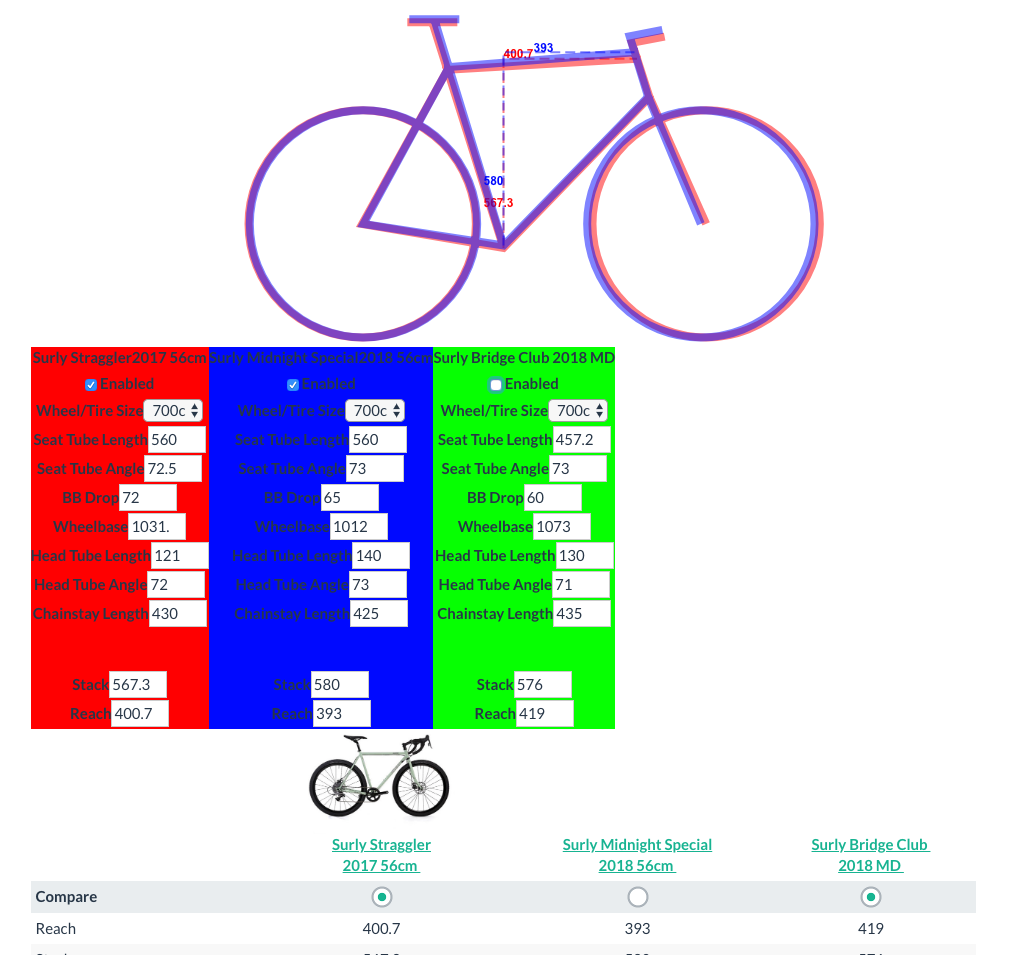 393
400.7
580
567.3
Surly Straggler2017 56cm Surly Midnight Special2018 56cm Surly Bridge Club 2018 MD
Enabled Enabled Enabled
Wheel/Tire Size 700c Wheel/Tire Size 700c Wheel/Tire Size 700c
Seat Tube Length 560 Seat Tube Length 560 Seat Tube Length 457.2
Seat Tube Angle 72.5 Seat Tube Angle 73 Seat Tube Angle 73
BB Drop 72 BB Drop 65 BB Drop 60
Wheelbase 1031. Wheelbase 1012 Wheelbase 1073
Head Tube Length 121 Head Tube Length 140 Head Tube Length 130
Head Tube Angle 72 Head Tube Angle 73 Head Tube Angle 71
Chainstay Length 430 Chainstay Length 425 Chainstay Length 435
Stack 567.3 Stack 580 Stack 576
Reach 400.7 Reach 393 Reach 419
Surly Straggler Surly Midnight Special Surly Bridge Club
2017 56cm 2018 56cm 2018 MD
Compare
Reach 400.7 393 419